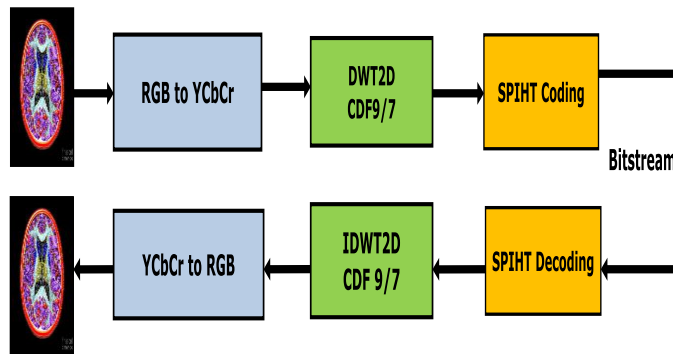 RGB to YCbCr
DWT2D
CDF9/7
SPIHT Coding
Bitstream
YCbCr to RGB
IDWT2D
CDF 9/7
SPIHT Decoding